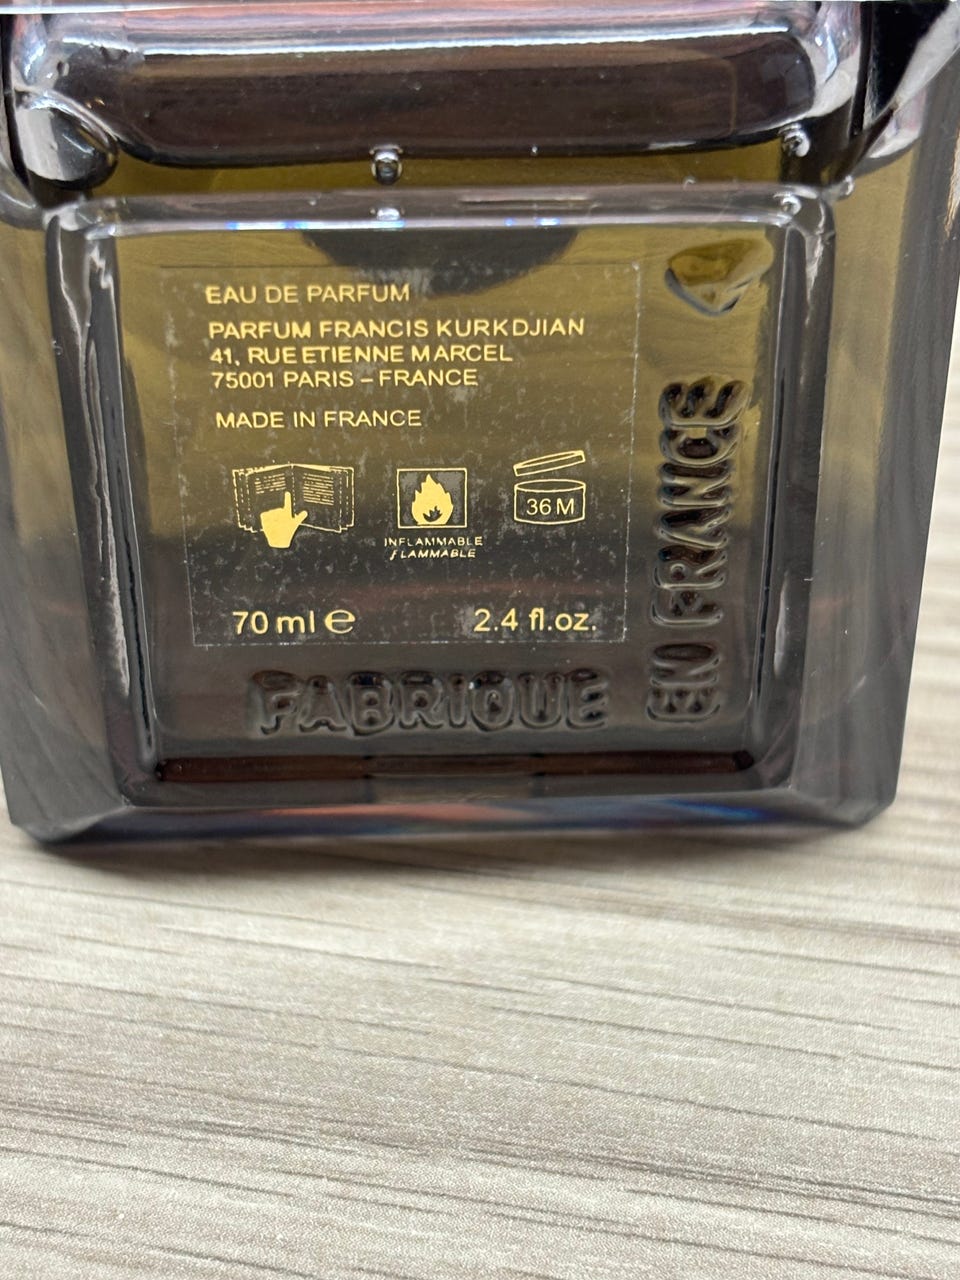 EAU DE PARFUM
PARFUM FRANCIS KURKDJIAN
41, RUE ETIENNE MARCEL
75001 PARIS – FRANCE
MADE IN FRANCE
INFLAMMABLE
FLAMMABLE
36 M
70 ml ℮
2.4 fl.oz.
FABRIQUE
EN FRANCE